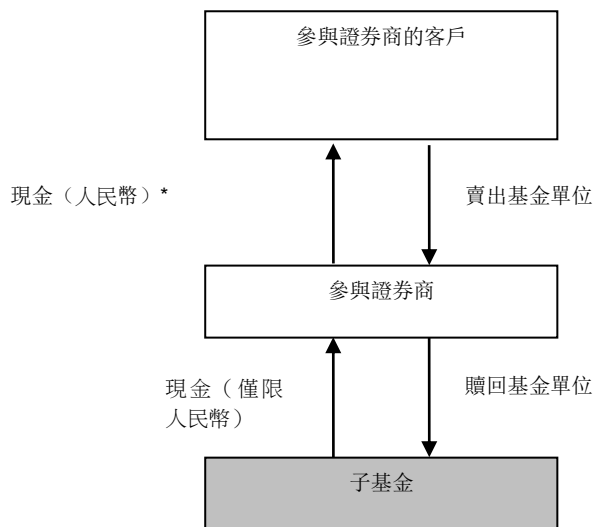 參與證券商的客戶
現金（人民幣）*
賣出基金單位
參與證券商
現金（僅限
人民幣）
贖回基金單位
子基金